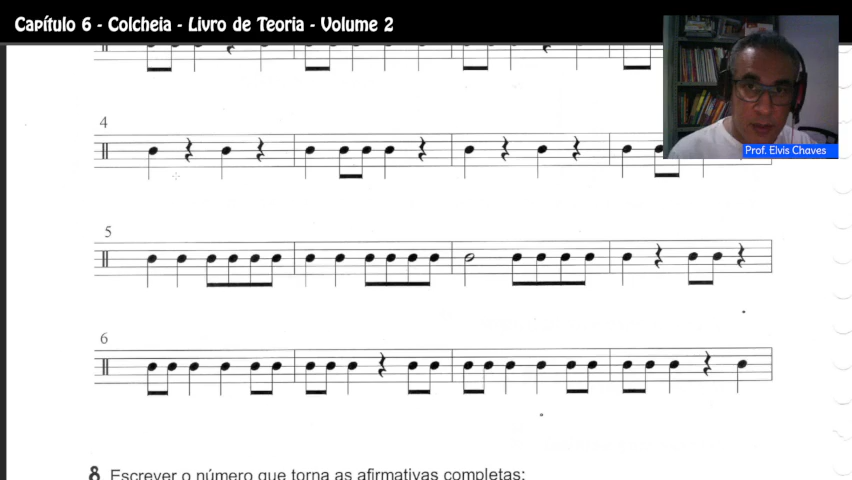 Capítulo 6 - Colcheia - Livro de Teoria - Volume 2
Prof. Elvis Chaves
4
5
6
8 Escrever o número que torna as afirmativas completas: